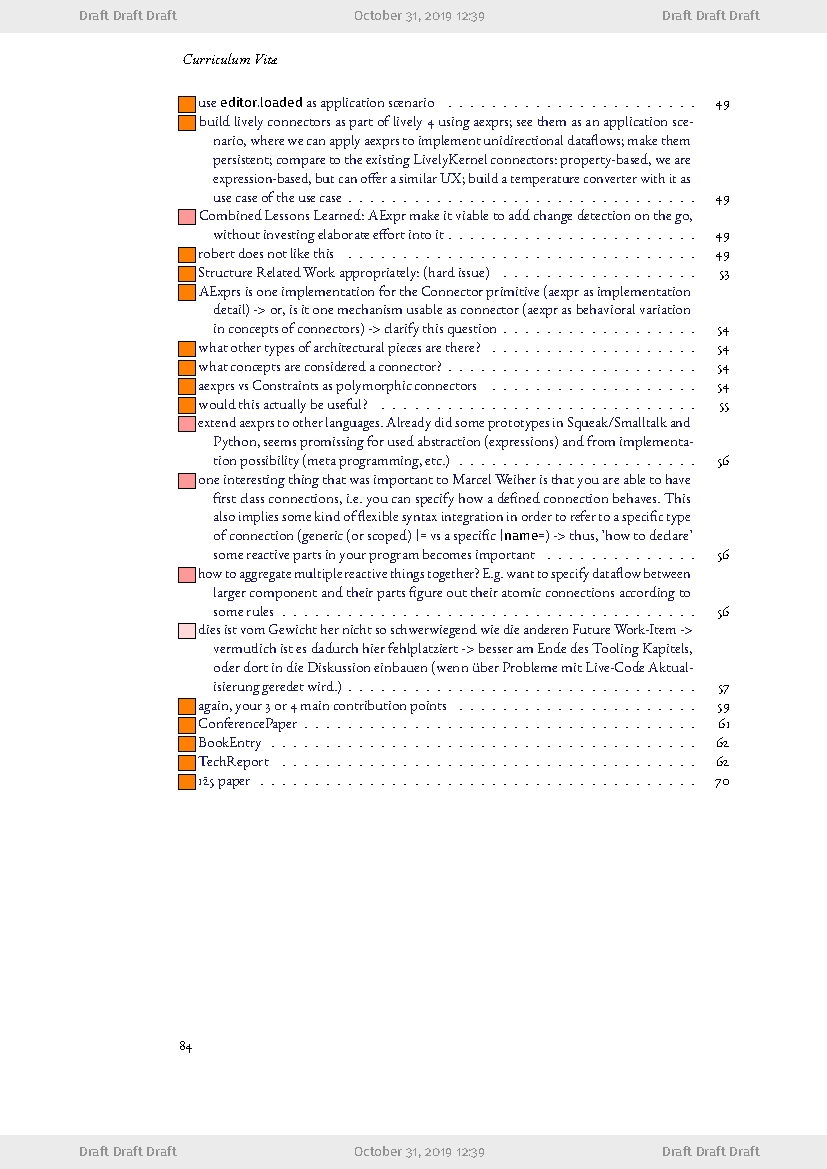 Draft Draft Draft October 31, 2019 12:39 Draft Draft Draft
Curriculum Vitæ
use editor.loaded as application scenario . . . . . . . . . . . . . . . . . . . . . . . 49
build lively connectors as part of lively 4 using aexprs; see them as an application sce-
nario, where we can apply aexprs to implement unidirectional dataflows; make them
persistent; compare to the existing LivelyKernel connectors: property-based, we are
expression-based, but can offer a similar UX; build a temperature converter with it as
use case of the use case . . . . . . . . . . . . . . . . . . . . . . . . . . . . . . . . 49
Combined Lessons Learned: AExpr make it viable to add change detection on the go,
without investing elaborate effort into it . . . . . . . . . . . . . . . . . . . . . . . 49
robert does not like this . . . . . . . . . . . . . . . . . . . . . . . . . . . . . . . . 49
Structure Related Work appropriately: (hard issue) . . . . . . . . . . . . . . . . . . 53
AExprs is one implementation for the Connector primitive (aexpr as implementation
detail) -> or, is it one mechanism usable as connector (aexpr as behavioral variation
in concepts of connectors) -> clarify this question . . . . . . . . . . . . . . . . . . 54
what other types of architectural pieces are there? . . . . . . . . . . . . . . . . . . . 54
what concepts are considered a connector? . . . . . . . . . . . . . . . . . . . . . . . 54
aexprs vs Constraints as polymorphic connectors . . . . . . . . . . . . . . . . . . . 54
would this actually be useful? . . . . . . . . . . . . . . . . . . . . . . . . . . . . . 55
extend aexprs to other languages. Already did some prototypes in Squeak/Smalltalk and
Python, seems promissing for used abstraction (expressions) and from implementa-
tion possibility (meta programming, etc.) . . . . . . . . . . . . . . . . . . . . . . 56
one interesting thing that was important to Marcel Weiher is that you are able to have
first class connections, i.e. you can specify how a defined connection behaves. This
also implies some kind of flexible syntax integration in order to refer to a specific type
of connection (generic (or scoped) |= vs a specific |name=) -> thus, 'how to declare'
some reactive parts in your program becomes important . . . . . . . . . . . . . . 56
how to aggregate multiple reactive things together? E.g. want to specify dataflow between
larger component and their parts figure out their atomic connections according to
some rules . . . . . . . . . . . . . . . . . . . . . . . . . . . . . . . . . . . . . . 56
dies ist vom Gewicht her nicht so schwerwiegend wie die anderen Future Work-Item ->
vermutlich ist es dadurch hier fehlplatziert -> besser am Ende des Tooling Kapitels,
oder dort in die Diskussion einbauen (wenn über Probleme mit Live-Code Aktual-
isierung geredet wird.) . . . . . . . . . . . . . . . . . . . . . . . . . . . . . . . . 57
again, your 3 or 4 main contribution points . . . . . . . . . . . . . . . . . . . . . . 59
ConferencePaper . . . . . . . . . . . . . . . . . . . . . . . . . . . . . . . . . . . . 61
BookEntry . . . . . . . . . . . . . . . . . . . . . . . . . . . . . . . . . . . . . . . 62
TechReport . . . . . . . . . . . . . . . . . . . . . . . . . . . . . . . . . . . . . . 62
125 paper . . . . . . . . . . . . . . . . . . . . . . . . . . . . . . . . . . . . . . . . 70
84
Draft Draft Draft October 31, 2019 12:39 Draft Draft Draft